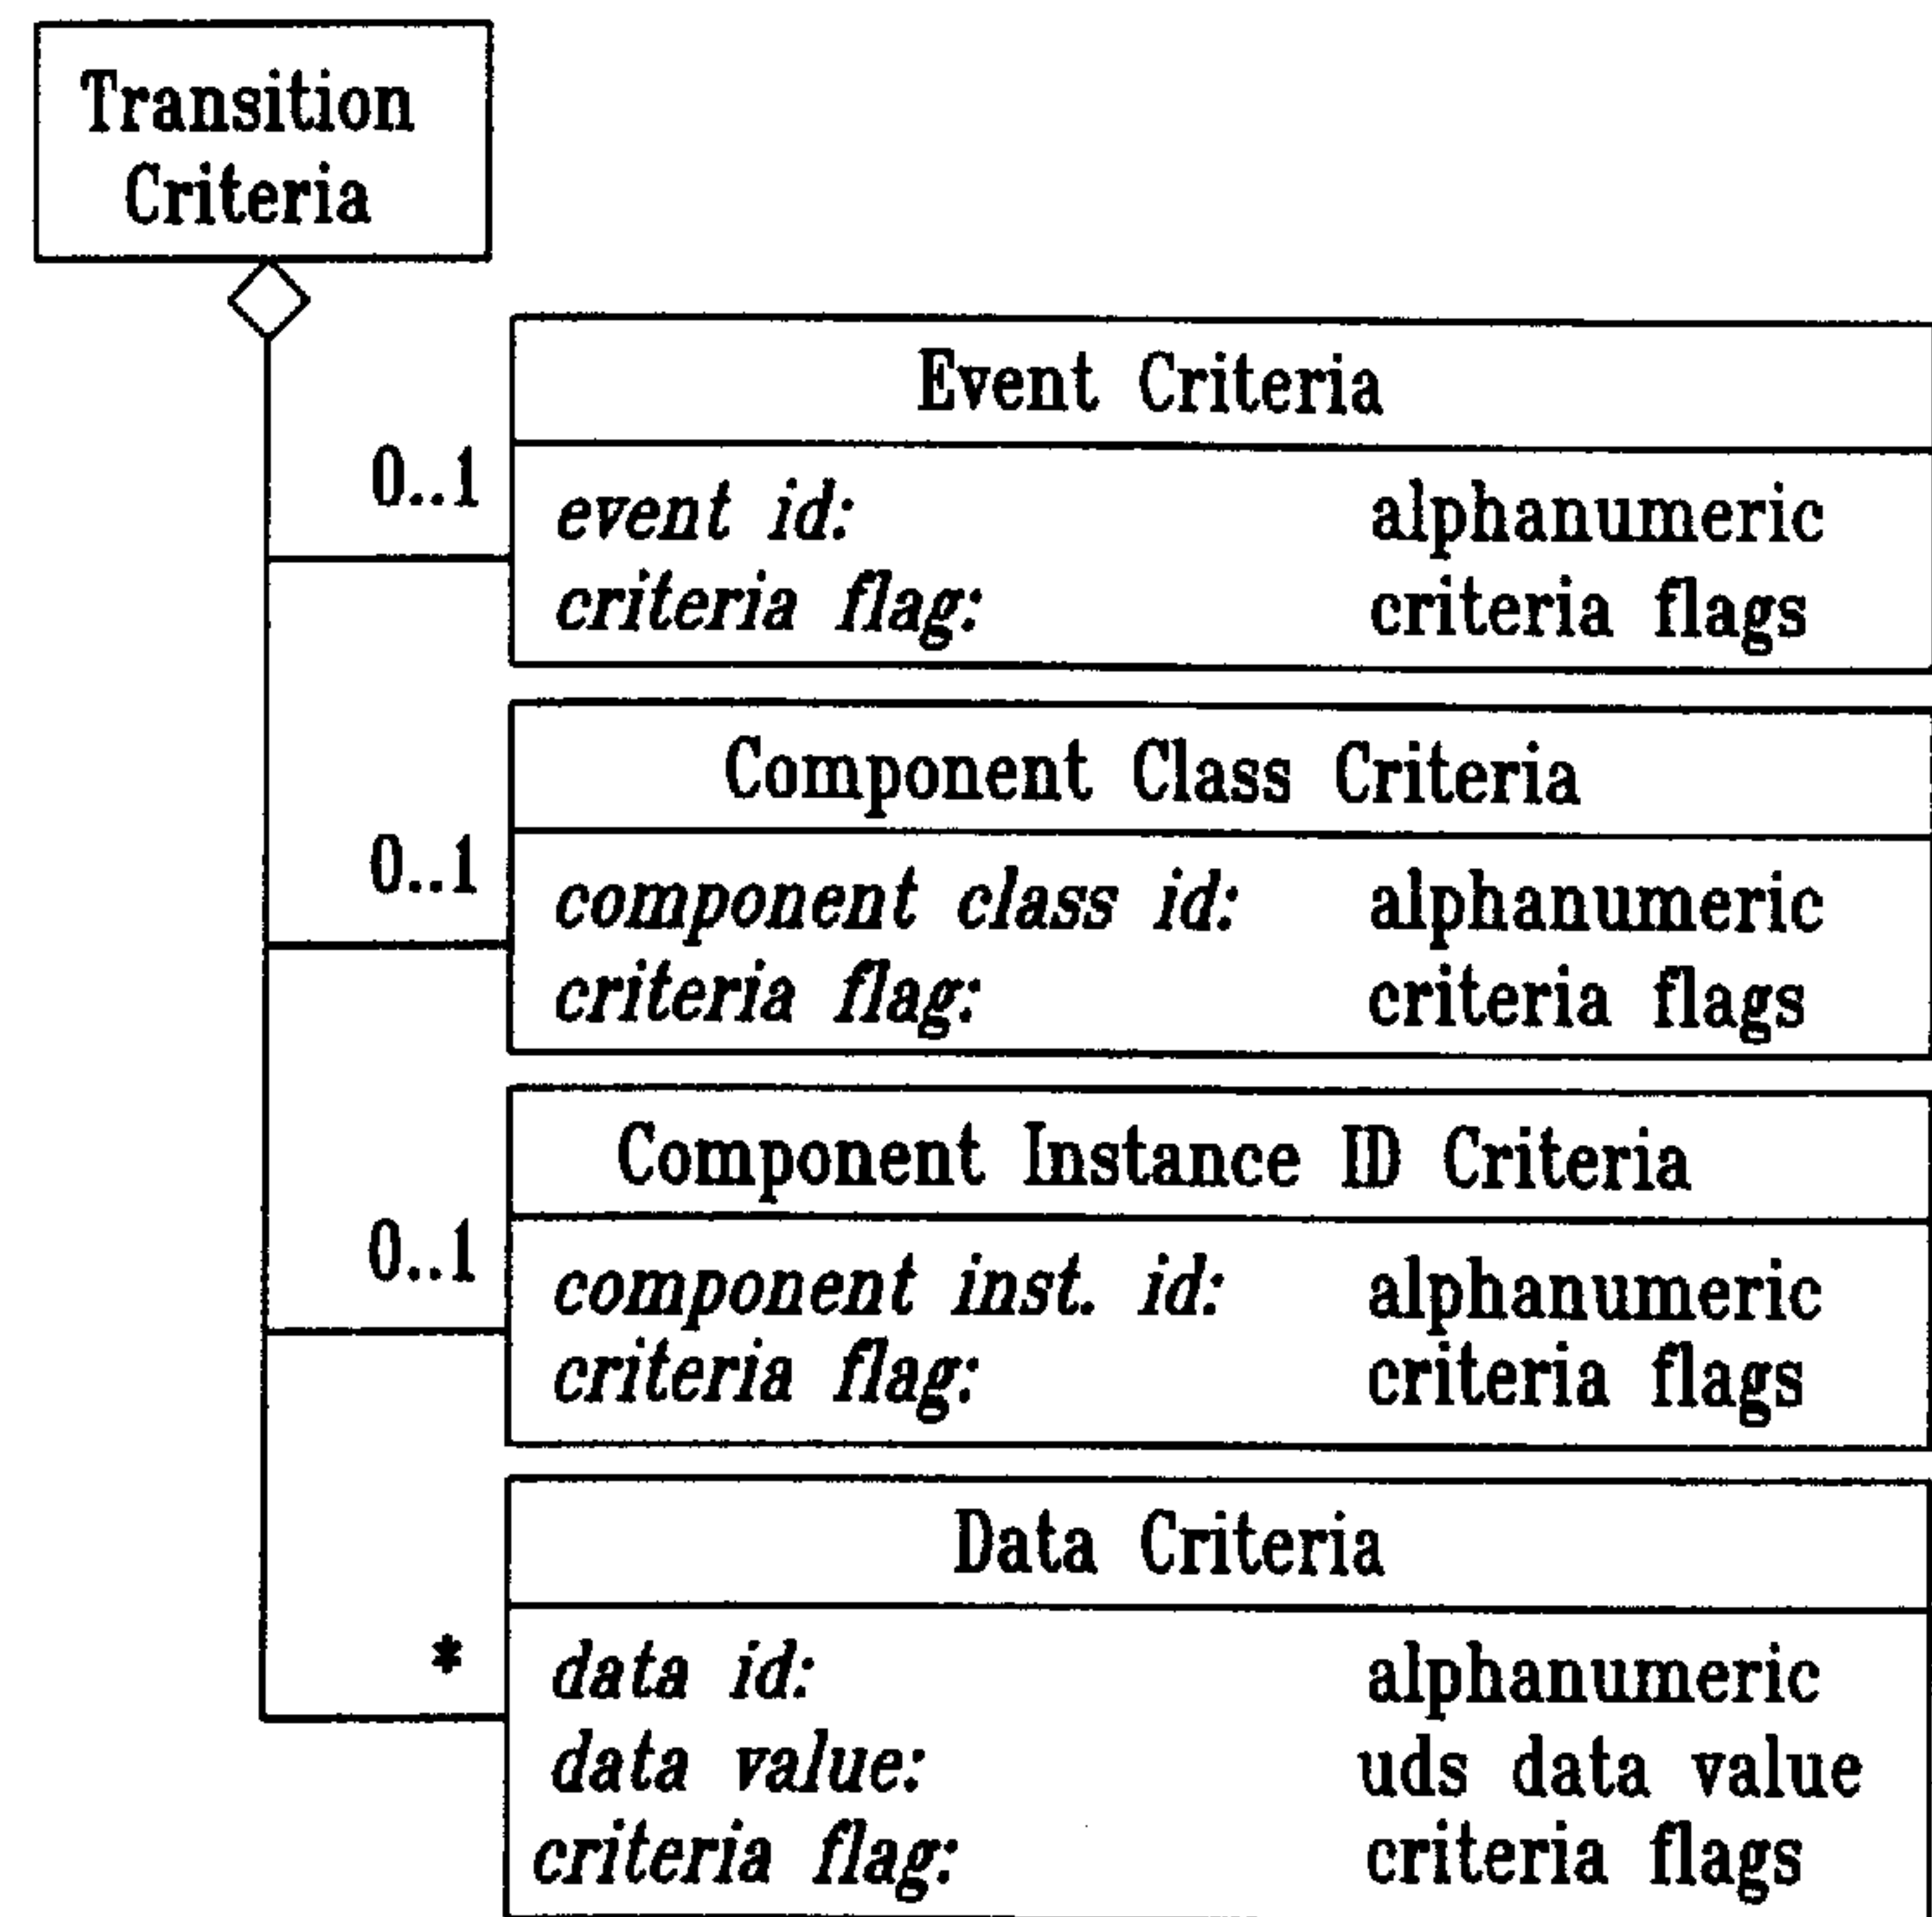 Transition
Criteria
Event Criteria
0..1
event id: alphanumeric
criteria flag: criteria flags
Component Class Criteria
0..1
component class id: alphanumeric
criteria flag: criteria flags
Component Instance ID Criteria
0..1
component inst. id: alphanumeric
criteria flag: criteria flags
Data Criteria
*
data id: alphanumeric
data value: uds data value
criteria flag: criteria flags